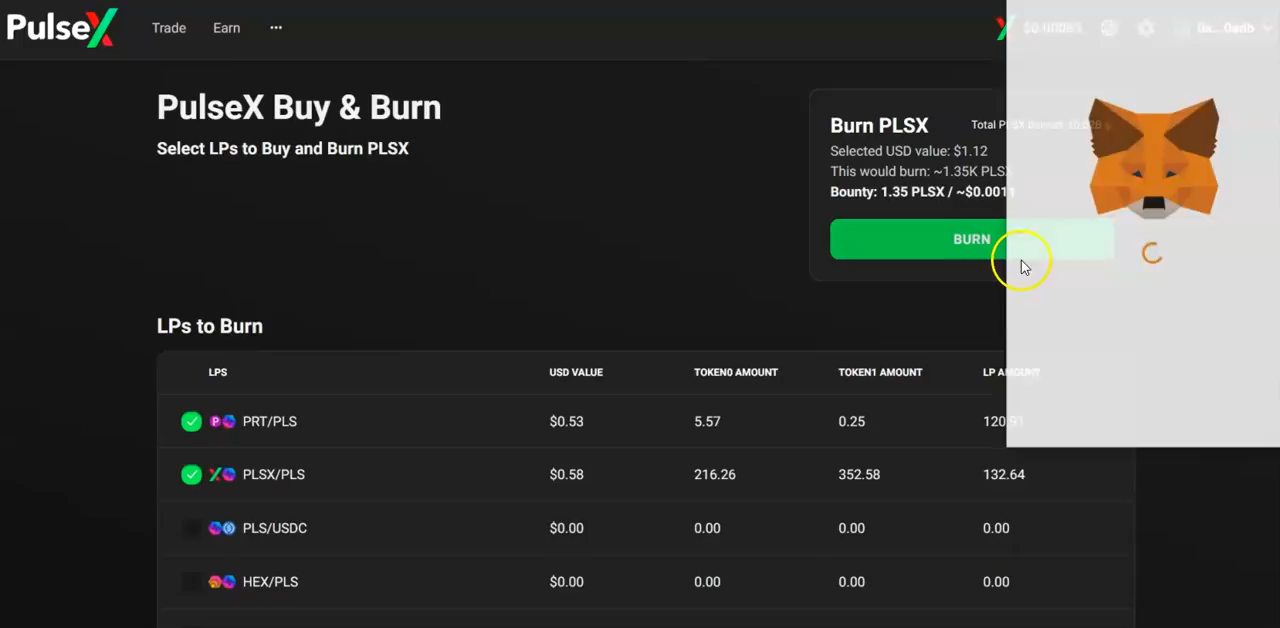 PulseX
Trade
Earn
PulseX Buy & Burn
Select LPs to Buy and Burn PLSX
Burn PLSX
Selected USD value: $1.12
This would burn: ~1.35K PLSX
Bounty: 1.35 PLSX / ~$0.0011
BURN
LPs to Burn
LPS USD VALUE TOKEN0 AMOUNT TOKEN1 AMOUNT LP AMOUNT
PRT/PLS $0.53 5.57 0.25
PLSX/PLS $0.58 216.26 352.58 132.64
PLS/USDC $0.00 0.00 0.00 0.00
HEX/PLS $0.00 0.00 0.00 0.00